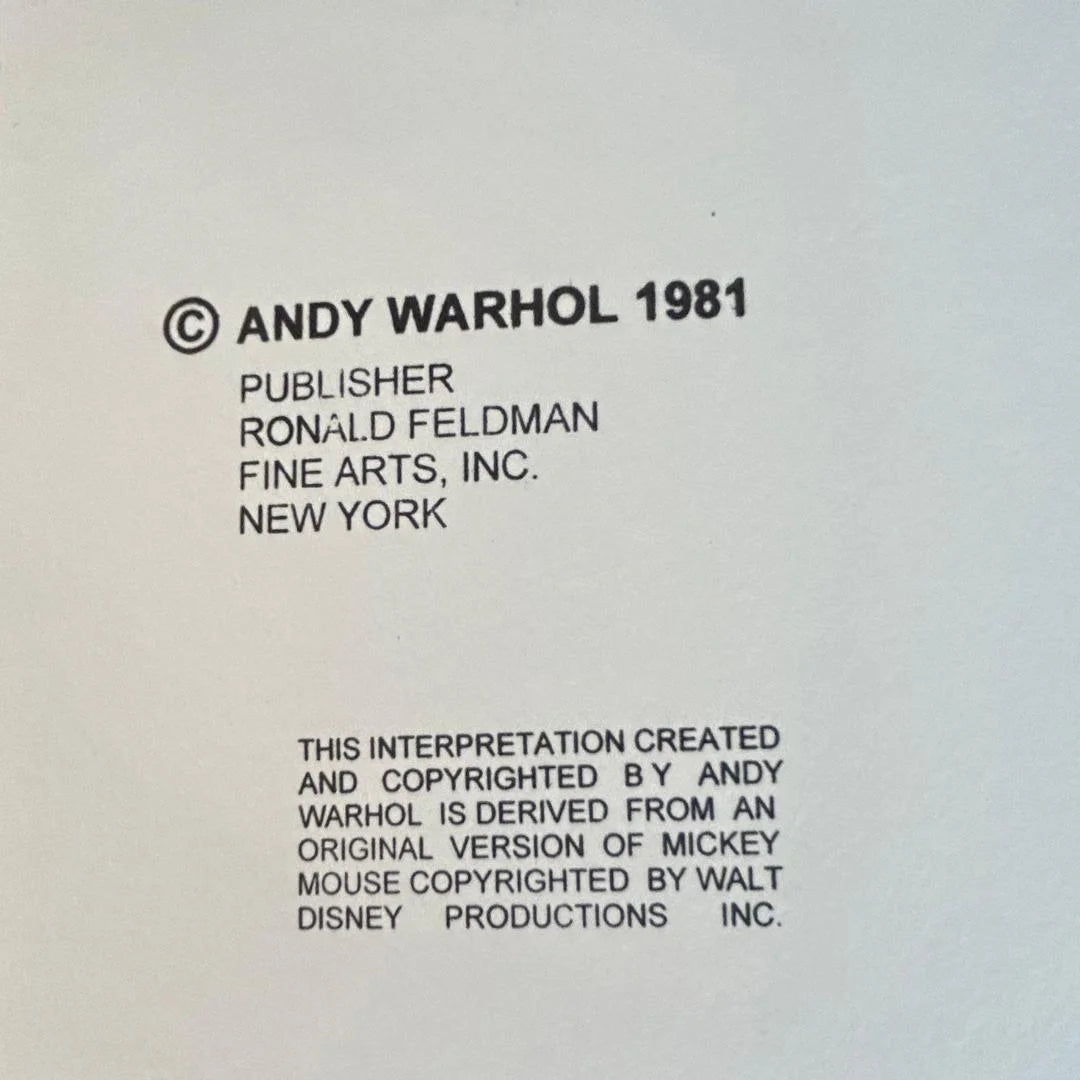 © ANDY WARHOL 1981
PUBLISHER
RONALD FELDMAN
FINE ARTS, INC.
NEW YORK
THIS INTERPRETATION CREATED
AND COPYRIGHTED BY ANDY
WARHOL IS DERIVED FROM AN
ORIGINAL VERSION OF MICKEY
MOUSE COPYRIGHTED BY WALT
DISNEY PRODUCTIONS INC.